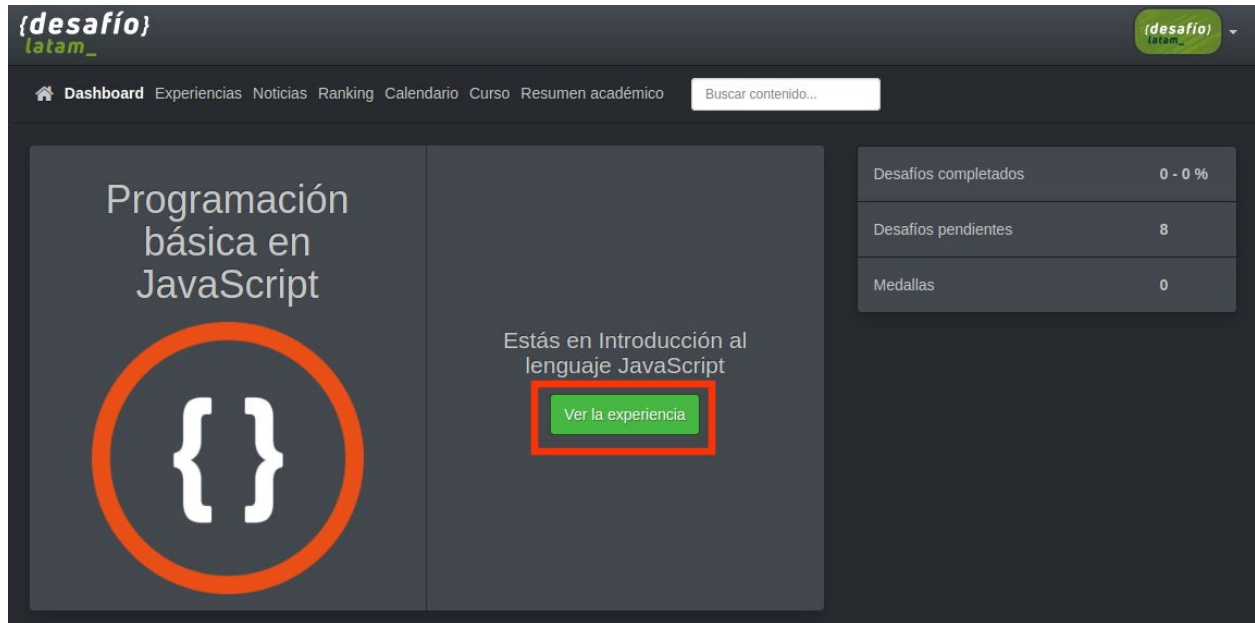 {desafío}
latam_
{desafío}
latam_
Dashboard Experiencias Noticias Ranking Calendario Curso Resumen académico Buscar contenido...
Programación
básica en
JavaScript
{ }
Estás en Introducción al
lenguaje JavaScript
Ver la experiencia
Desafíos completados 0 - 0 %
Desafíos pendientes 8
Medallas 0